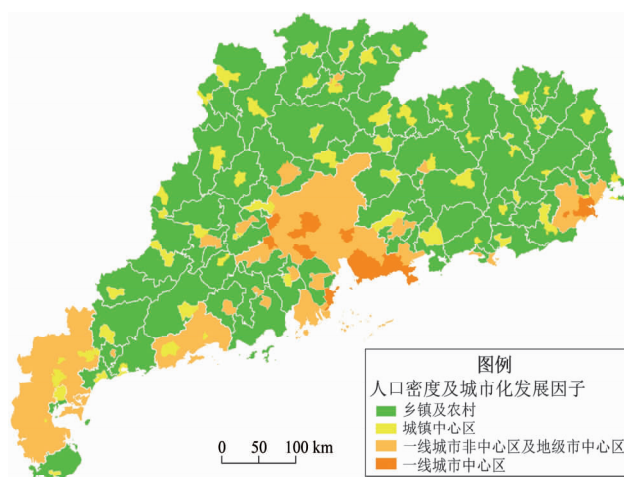 图例
人口密度及城市化发展因子
乡镇及农村
城镇中心区
一线城市非中心区及地级市中心区
一线城市中心区
0 50 100 km